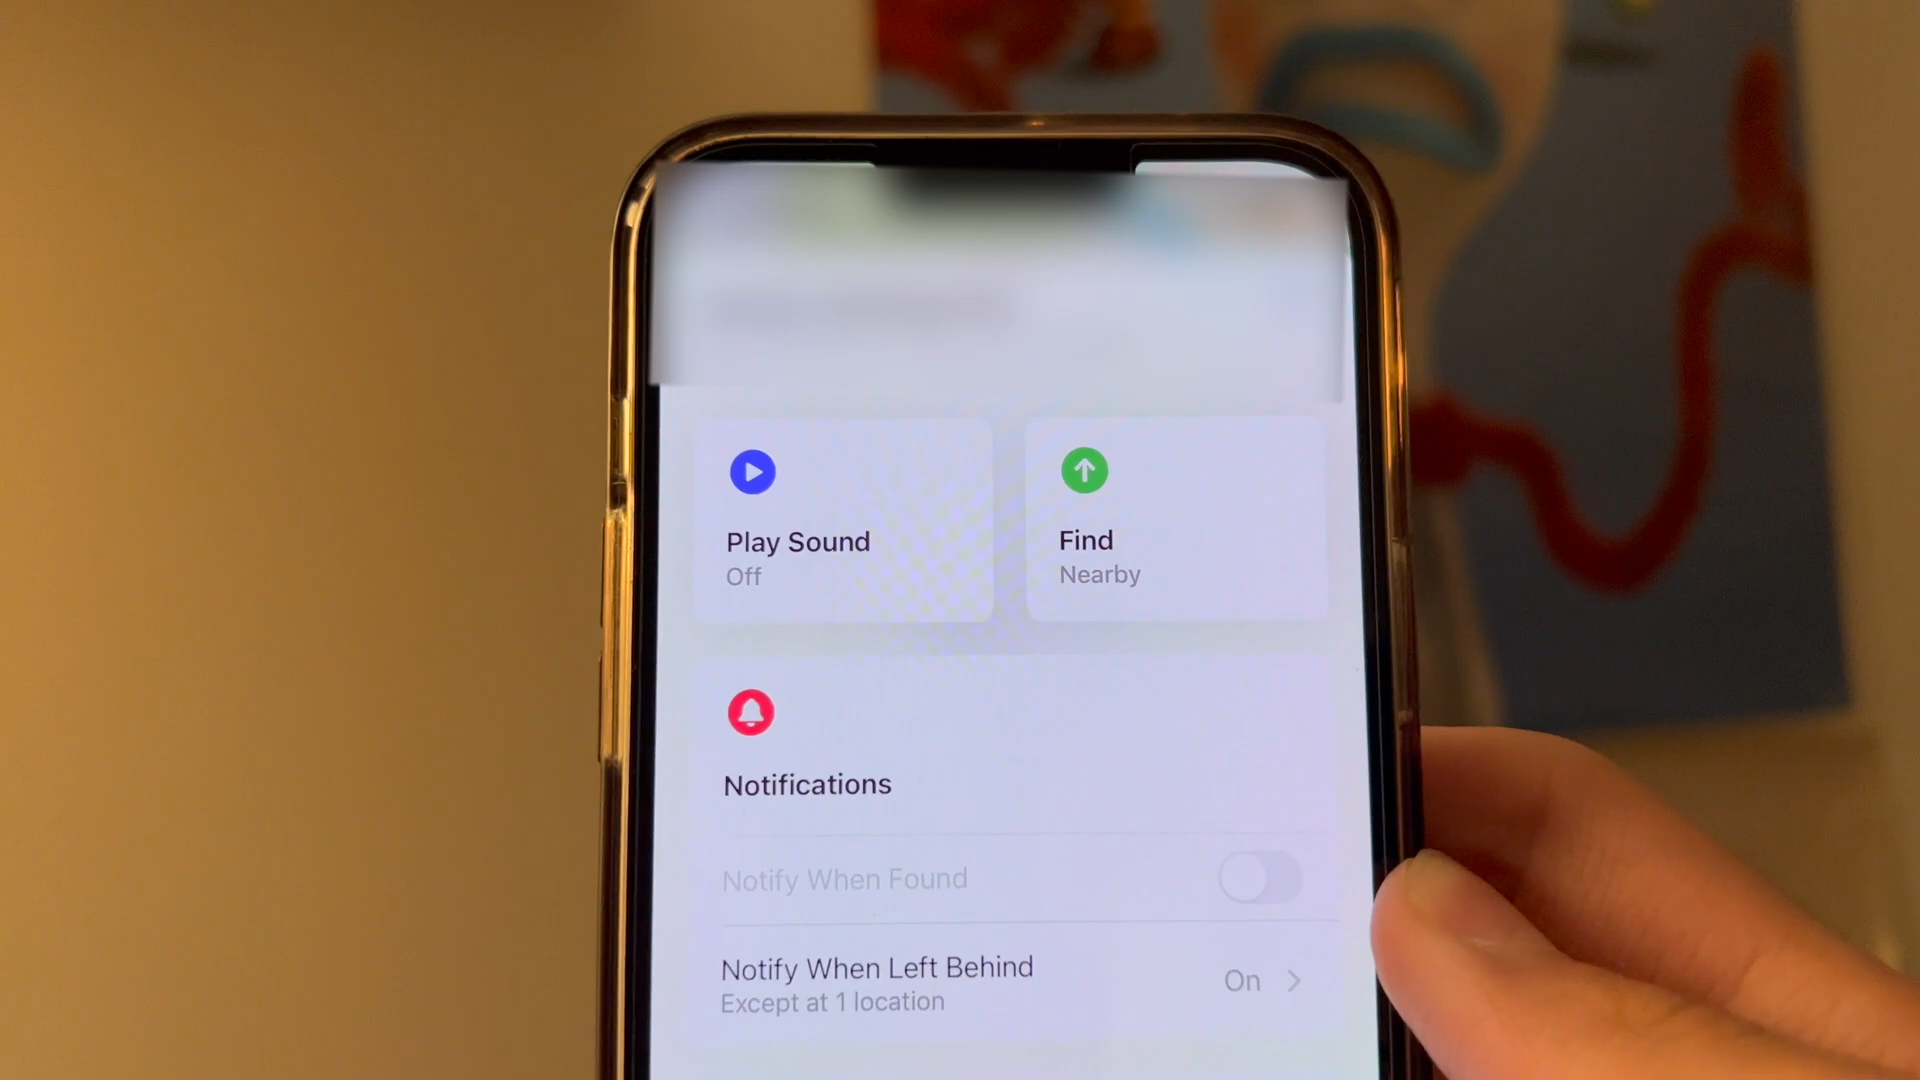 Play Sound
Off
Find
Nearby
Notifications
Notify When Found
Notify When Left Behind
Except at 1 location
On